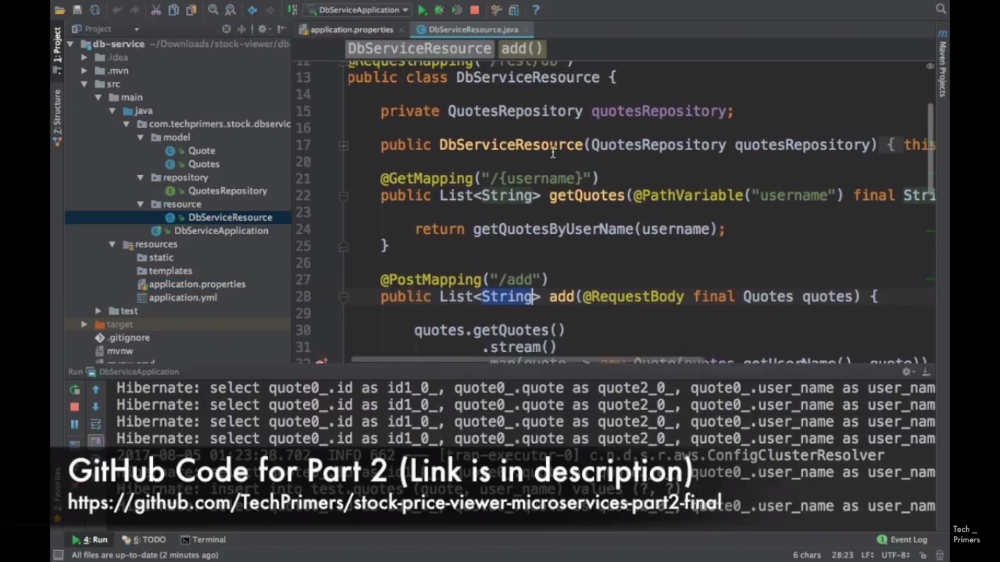 DbServiceApplication
Project
application.properties
DbServiceResource.java
1: Project
Z: Structure
2: Favorites
Maven Projects
db-service ~/Downloads/stock-viewer/db-
.idea
.mvn
src
main
java
com.techprimers.stock.dbservic
model
Quote
Quotes
repository
QuotesRepository
resource
DbServiceResource
DbServiceApplication
resources
static
templates
application.properties
application.yml
test
target
.gitignore
mvnw
DbServiceResource add()
12 @RequestMapping("/rest/db")
13 public class DbServiceResource {
14
15 private QuotesRepository quotesRepository;
16
17 public DbServiceResource(QuotesRepository quotesRepository) { this
20
21 @GetMapping("/{username}")
22 public List<String> getQuotes(@PathVariable("username") final Stri
23
24 return getQuotesByUserName(username);
25 }
26
27 @PostMapping("/add")
28 public List<String> add(@RequestBody final Quotes quotes) {
29
30 quotes.getQuotes()
31 .stream()
.map(quote -> new Quote(quotes.getUserName(), quote))
Run DbServiceApplication
Hibernate: select quote0_.id as id1_0_, quote0_.quote as quote2_0_, quote0_.user_name as user_nam
Hibernate: select quote0_.id as id1_0_, quote0_.quote as quote2_0_, quote0_.user_name as user_nam
Hibernate: select quote0_.id as id1_0_, quote0_.quote as quote2_0_, quote0_.user_name as user_nam
Hibernate: select quote0_.id as id1_0_, quote0_.quote as quote2_0_, quote0_.user_name as user_nam
2017-08-05 01:23:28.702 INFO 662 --- [trap-executor-0] c.n.d.s.r.aws.ConfigClusterResolver
GitHub Code for Part 2 (Link is in description)
Hibernate: insert into test.quotes (quote, user_name) values (?, ?)
https://github.com/TechPrimers/stock-price-viewer-microservices-part2-final
quote0_.user_name as user_nam
4: Run
6: TODO
Terminal
Event Log
All files are up-to-date (2 minutes ago)
6 chars 28:23 LF÷ UTF-8÷
Tech _
Primers